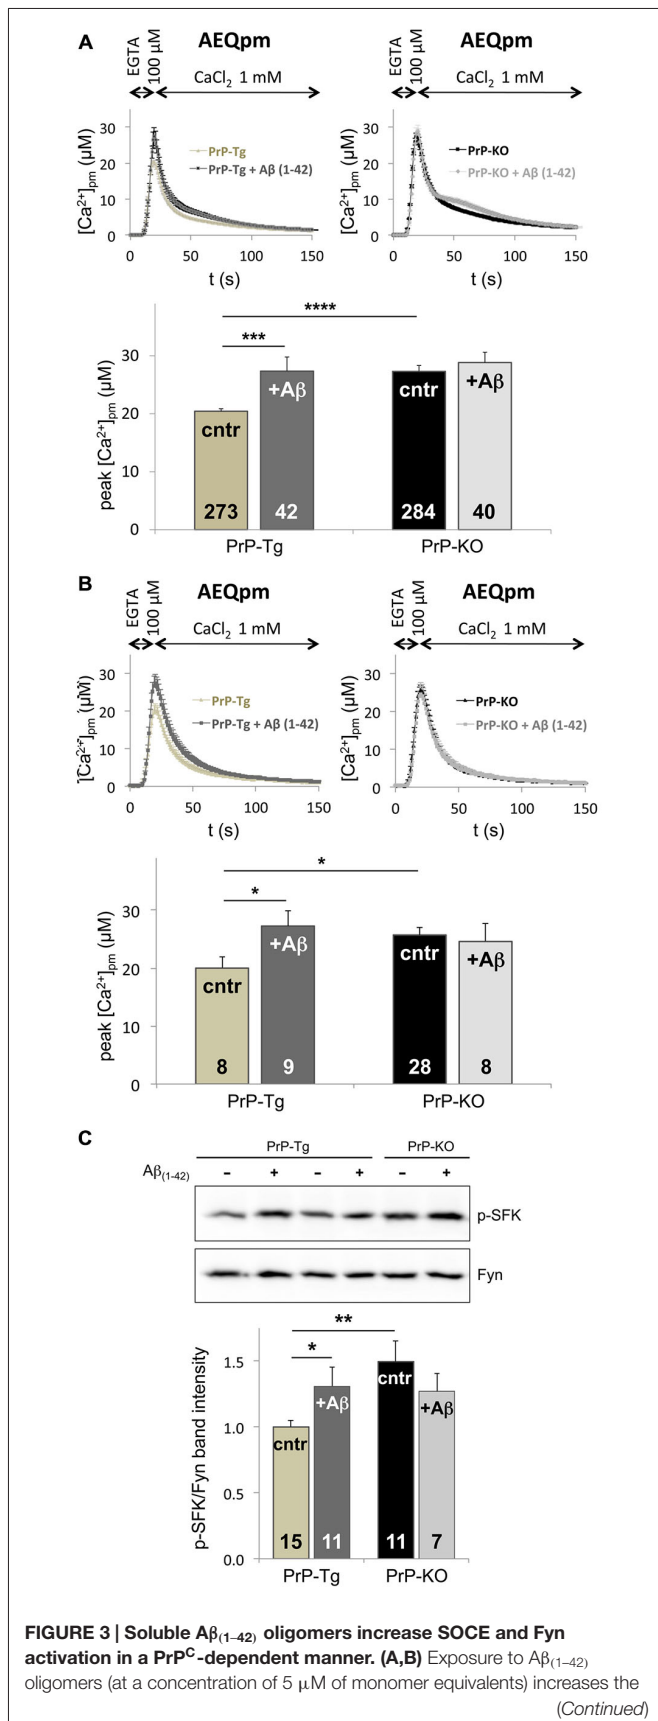 A
AEQpm AEQpm
EGTA 100 µM CaCl2 1 mM EGTA 100 µM CaCl2 1 mM
[Ca2+]pm (µM) 30 20 10 0
PrP-Tg
PrP-Tg + Aβ (1-42)
0 50 100 150
t (s)
[Ca2+]pm (µM) 30 20 10 0
PrP-KO
PrP-KO + Aβ (1-42)
0 50 100 150
t (s)
peak [Ca2+]pm (µM)
30
20
10
0
****
***
cntr +Aβ cntr +Aβ
273 42 284 40
PrP-Tg PrP-KO
B
AEQpm AEQpm
EGTA 100 µM CaCl2 1 mM EGTA 100 µM CaCl2 1 mM
[Ca2+]pm (µM) 30 20 10 0
PrP-Tg
PrP-Tg + Aβ (1-42)
0 50 100 150
t (s)
[Ca2+]pm (µM) 30 20 10 0
PrP-KO
PrP-KO + Aβ (1-42)
0 50 100 150
t (s)
peak [Ca2+]pm (µM)
30
20
10
0
*
*
cntr +Aβ cntr +Aβ
8 9 28 8
PrP-Tg PrP-KO
C
PrP-Tg PrP-KO
Aβ(1-42) - + - + - +
p-SFK
Fyn
p-SFK/Fyn band intensity
1.5
1.0
0.5
0.0
**
*
cntr +Aβ cntr +Aβ
15 11 11 7
PrP-Tg PrP-KO
FIGURE 3 | Soluble Aβ(1–42) oligomers increase SOCE and Fyn
activation in a PrPC-dependent manner. (A,B) Exposure to Aβ(1–42)
oligomers (at a concentration of 5 µM of monomer equivalents) increases the
(Continued)